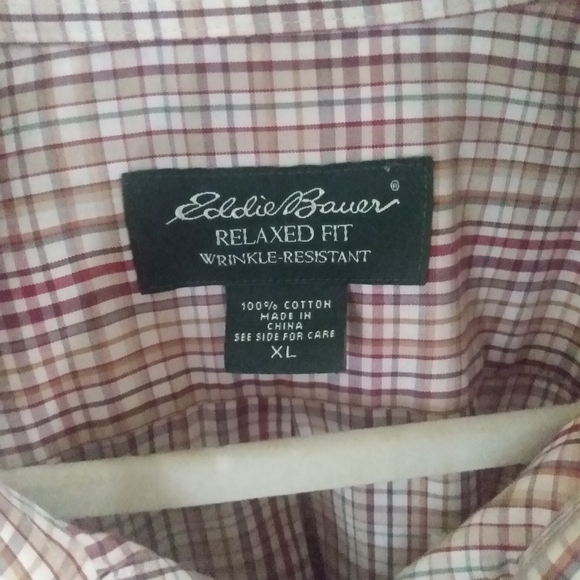 Eddie Bauer®
RELAXED FIT
WRINKLE-RESISTANT
100% COTTON
MADE IN
CHINA
SEE SIDE FOR CARE
XL